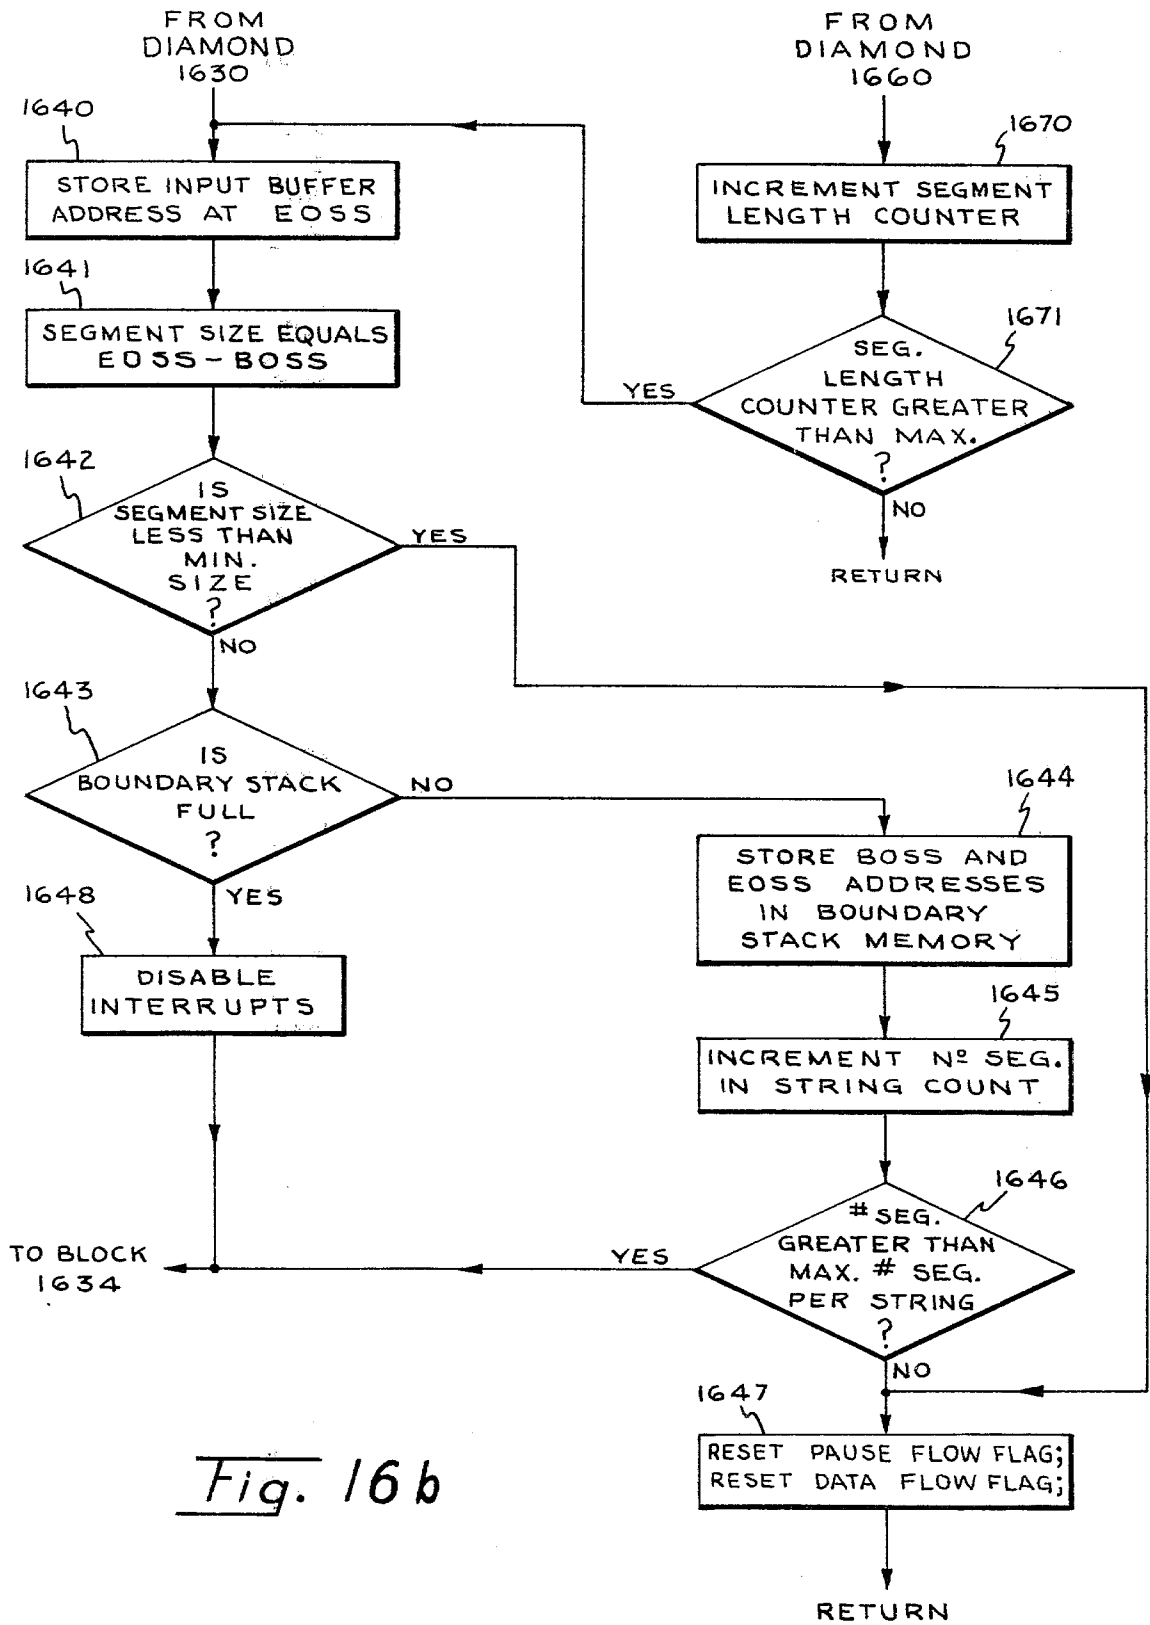 FROM
DIAMOND
1630
1640
STORE INPUT BUFFER
ADDRESS AT EOSS
1641
SEGMENT SIZE EQUALS
EOSS-BOSS
1642
IS
SEGMENT SIZE
LESS THAN
MIN.
SIZE
?
YES
NO
1643
IS
BOUNDARY STACK
FULL
?
NO
YES
1648
DISABLE
INTERRUPTS
TO BLOCK
1634
FROM
DIAMOND
1660
1670
INCREMENT SEGMENT
LENGTH COUNTER
1671
SEG.
LENGTH
COUNTER GREATER
THAN MAX.
?
YES
NO
RETURN
1644
STORE BOSS AND
EOSS ADDRESSES
IN BOUNDARY
STACK MEMORY
1645
INCREMENT Nº SEG.
IN STRING COUNT
1646
# SEG.
GREATER THAN
MAX. # SEG.
PER STRING
?
YES
NO
1647
RESET PAUSE FLOW FLAG;
RESET DATA FLOW FLAG;
RETURN
Fig. 16b